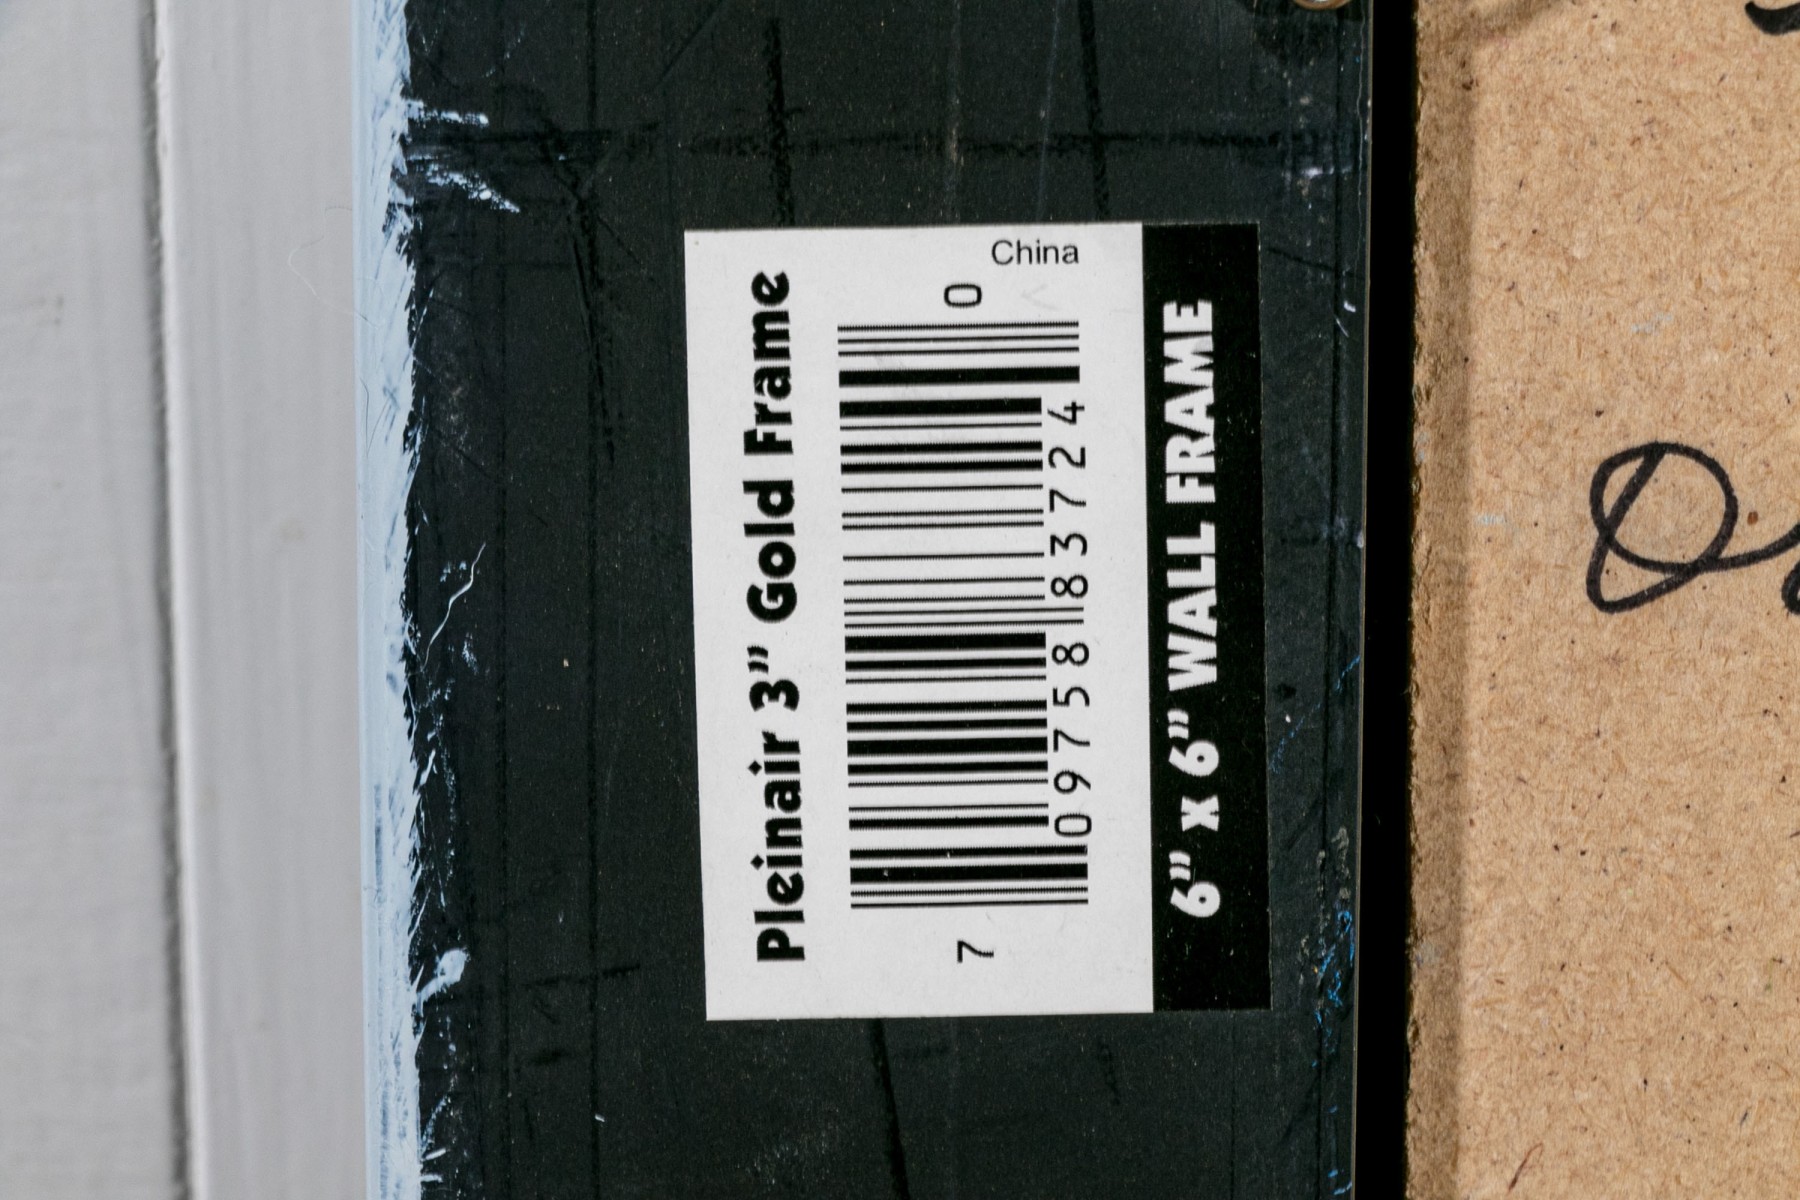 Pleinair 3” Gold Frame
China
7 09758 83724 0
6” x 6” WALL FRAME